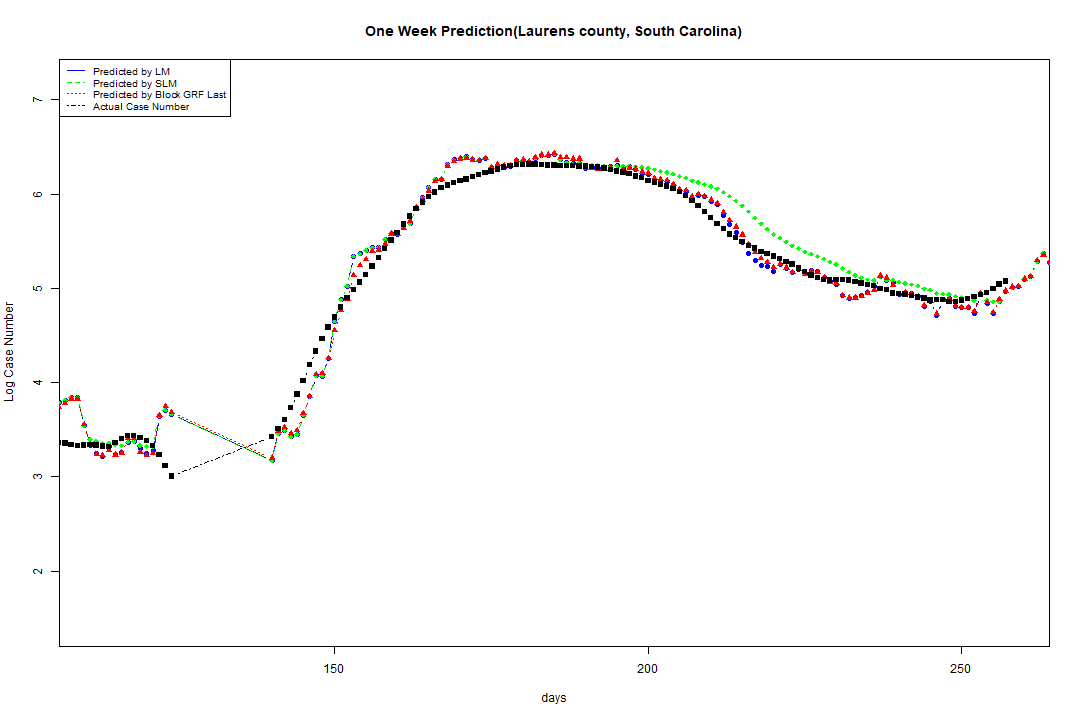 One Week Prediction(Laurens county, South Carolina)
Predicted by LM
Predicted by SLM
Predicted by Block GRF Last
Actual Case Number
7
6
5
4
3
2
Log Case Number
150
200
250
days